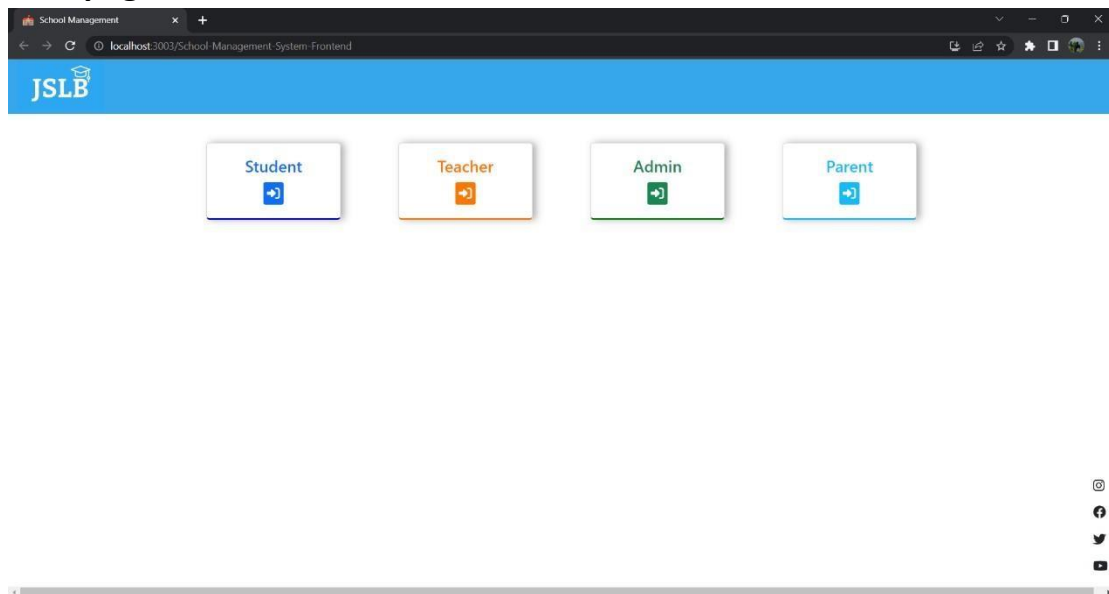 School Management
localhost:3003/School-Management-System-Frontend
JSLB
Student
Teacher
Admin
Parent